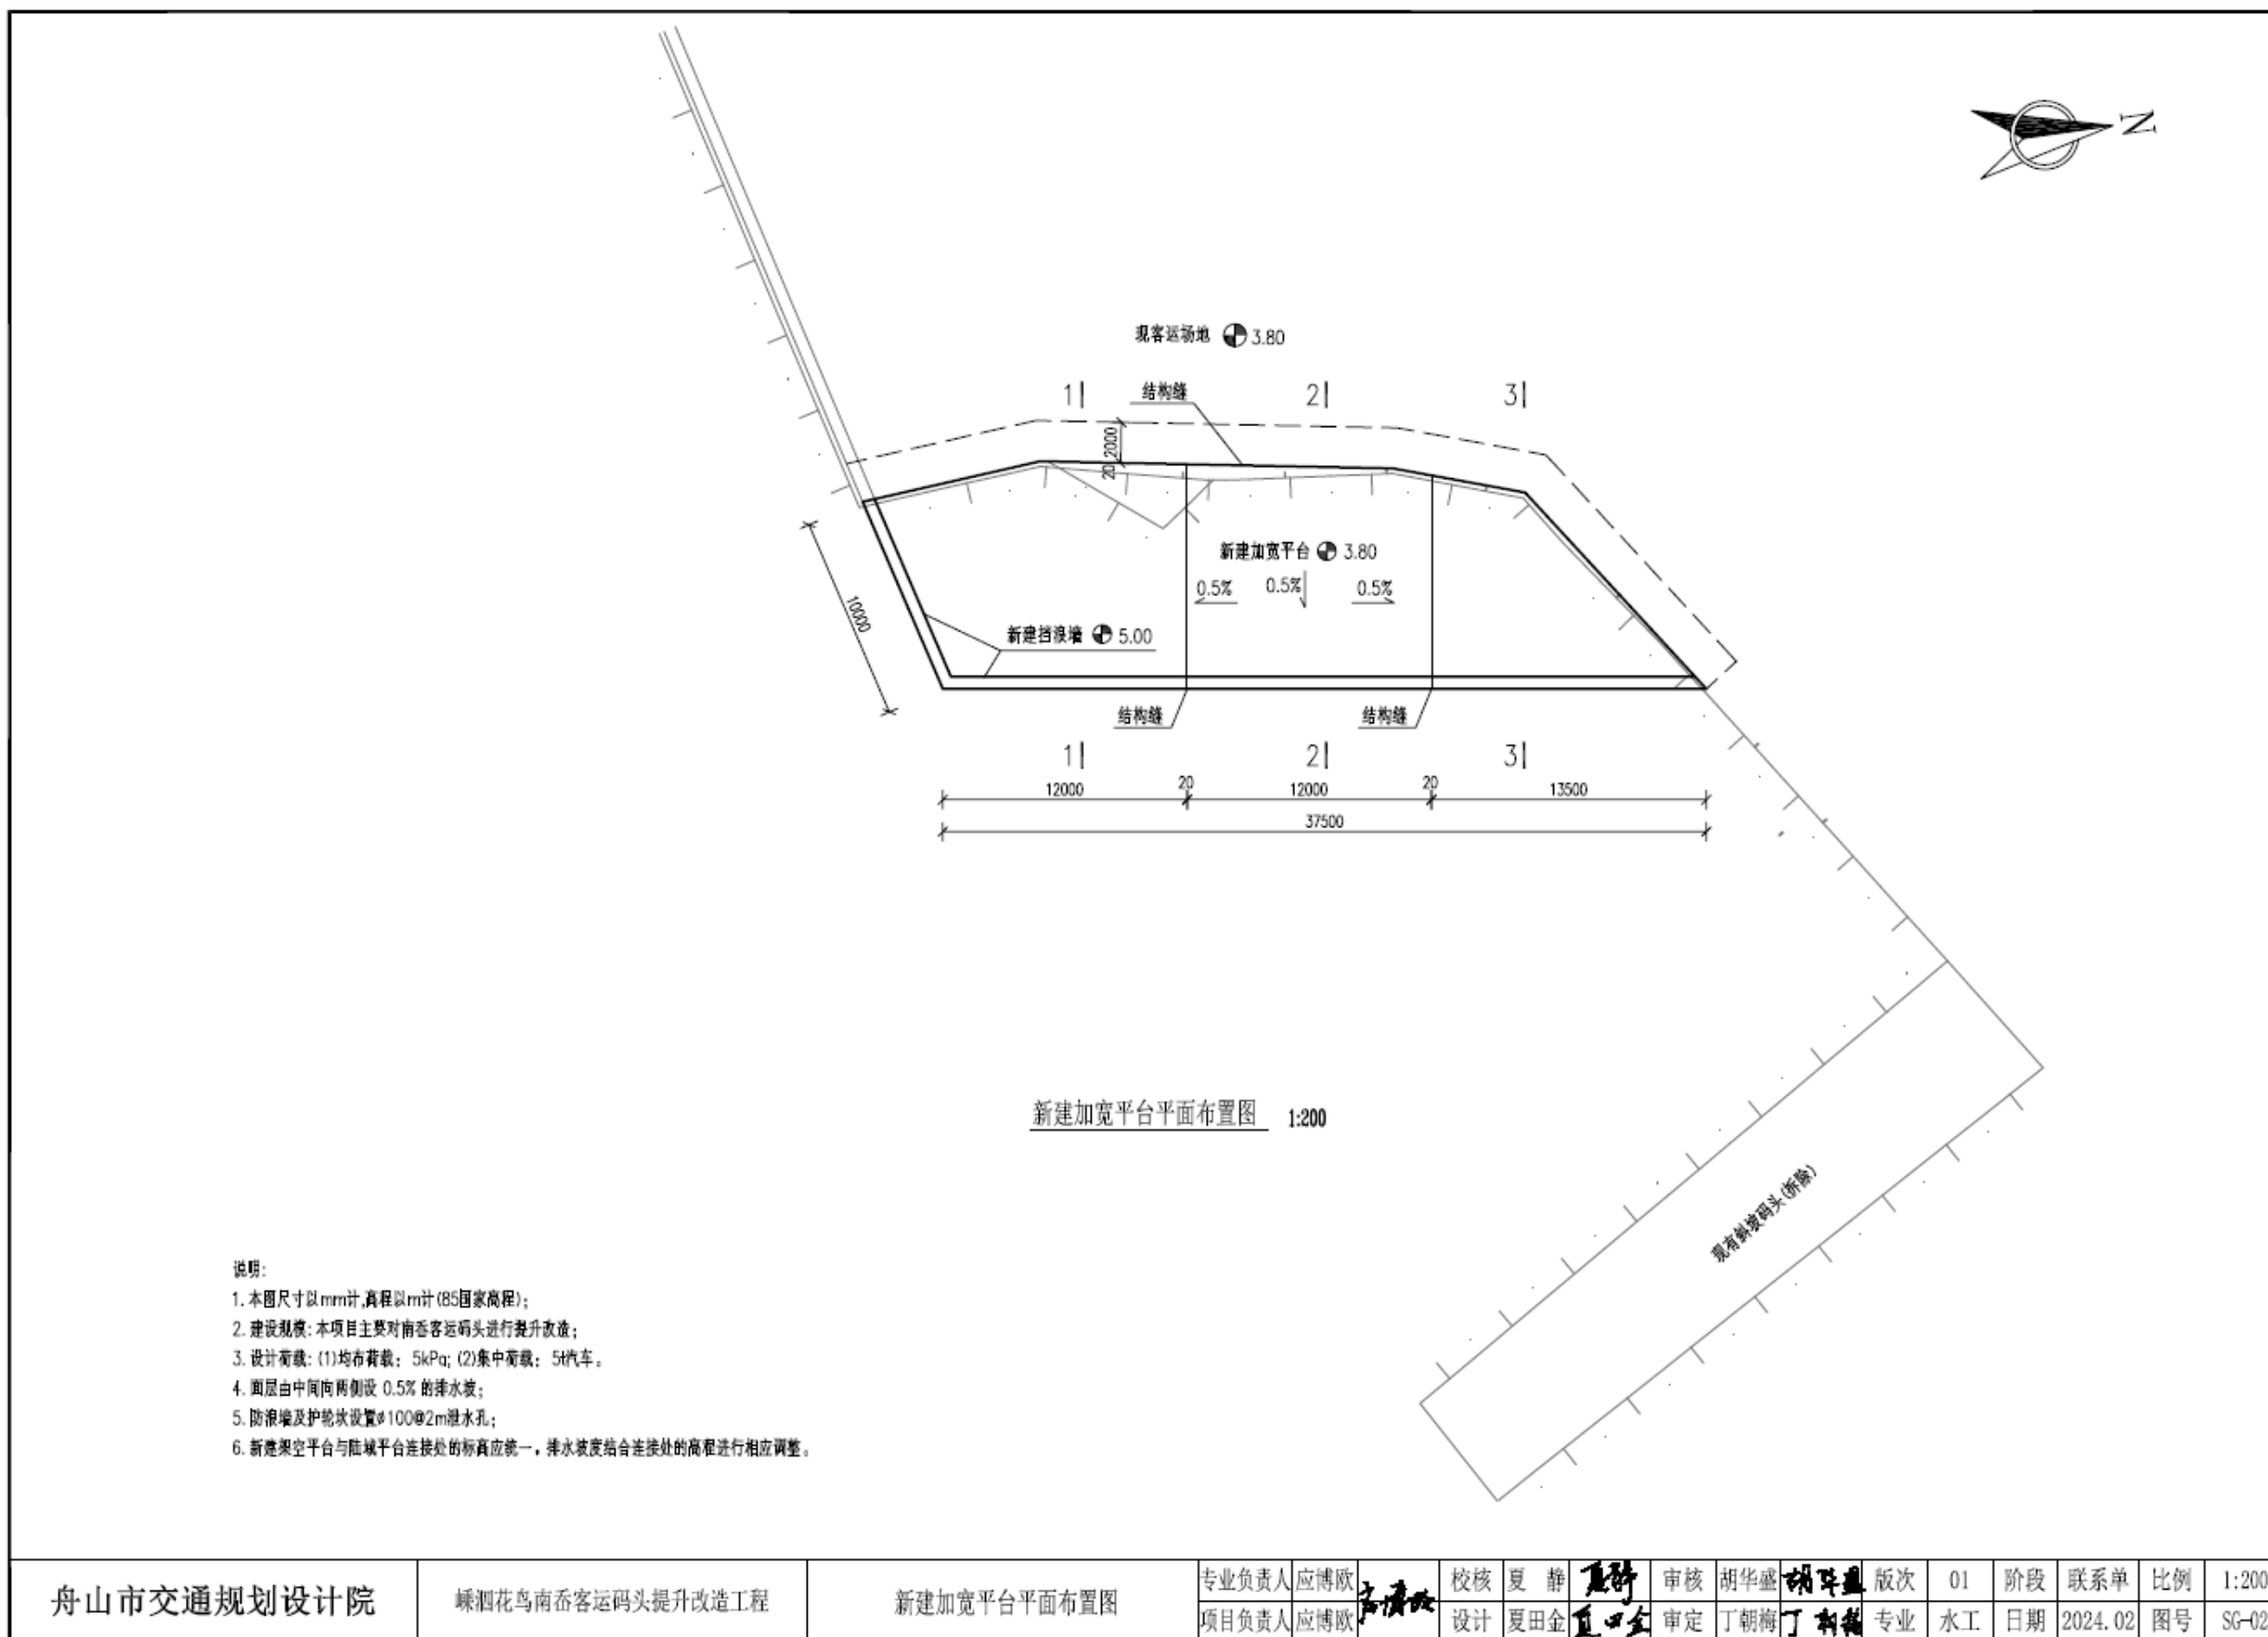 N
现客运场地 3.80
1 结构缝 2 3
2000
20
新建加宽平台 3.80
0.5% 0.5% 0.5%
10000
新建挡浪墙 5.00
结构缝 结构缝
1 2 3
12000 20 12000 20 13500
37500
新建加宽平台平面布置图 1:200
现有斜坡码头(拆除)
说明:
1. 本图尺寸以mm计,高程以m计(85国家高程);
2. 建设规模:本项目主要对南岙客运码头进行提升改造;
3. 设计荷载:(1)均布荷载: 5kPa; (2)集中荷载: 5t汽车。
4. 面层由中间向两侧设 0.5% 的排水坡;
5. 防浪墙及护轮坎设置ø100@2m泄水孔;
6. 新建架空平台与陆域平台连接处的标高应统一，排水坡度结合连接处的高程进行相应调整。
舟山市交通规划设计院 嵊泗花鸟南岙客运码头提升改造工程 新建加宽平台平面布置图
专业负责人 应博欧 校核 夏 静 夏静 审核 胡华盛 胡华盛 版次 01 阶段 联系单 比例 1:200
项目负责人 应博欧 应博欧 设计 夏田金 夏田金 审定 丁朝梅 丁朝梅 专业 水工 日期 2024.02 图号 SG-02